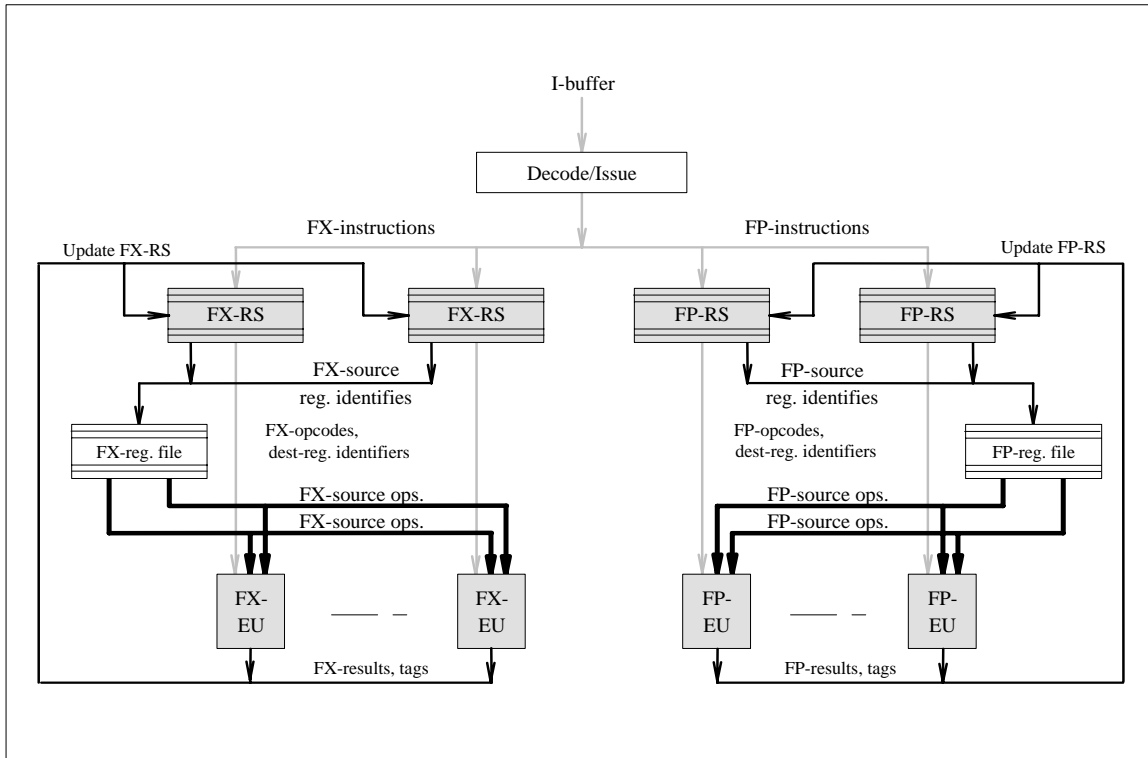 I-buffer
Decode/Issue
FX-instructions
FP-instructions
Update FX-RS
Update FP-RS
FX-RS
FX-RS
FP-RS
FP-RS
FX-source
reg. identifies
FP-source
reg. identifies
FX-reg. file
FX-opcodes,
dest-reg. identifiers
FP-opcodes,
dest-reg. identifiers
FP-reg. file
FX-source ops.
FP-source ops.
FX-source ops.
FP-source ops.
FX-
EU
FX-
EU
FP-
EU
FP-
EU
FX-results, tags
FP-results, tags